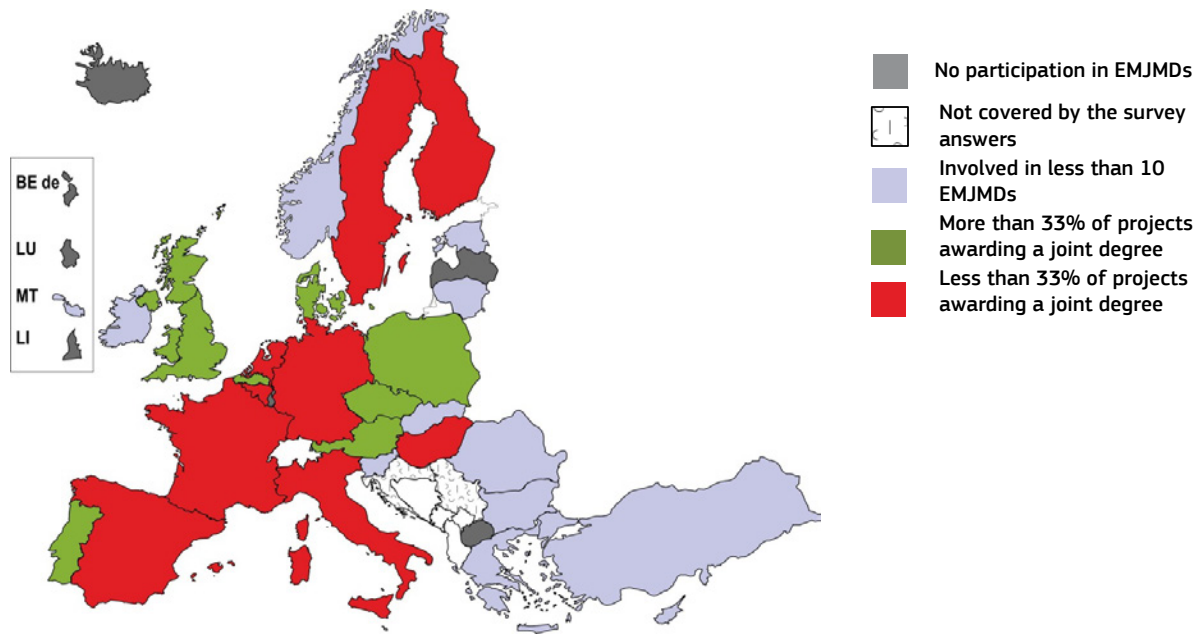 BE de
LU
MT
LI
No participation in EMJMDs
Not covered by the survey
answers
Involved in less than 10
EMJMDs
More than 33% of projects
awarding a joint degree
Less than 33% of projects
awarding a joint degree